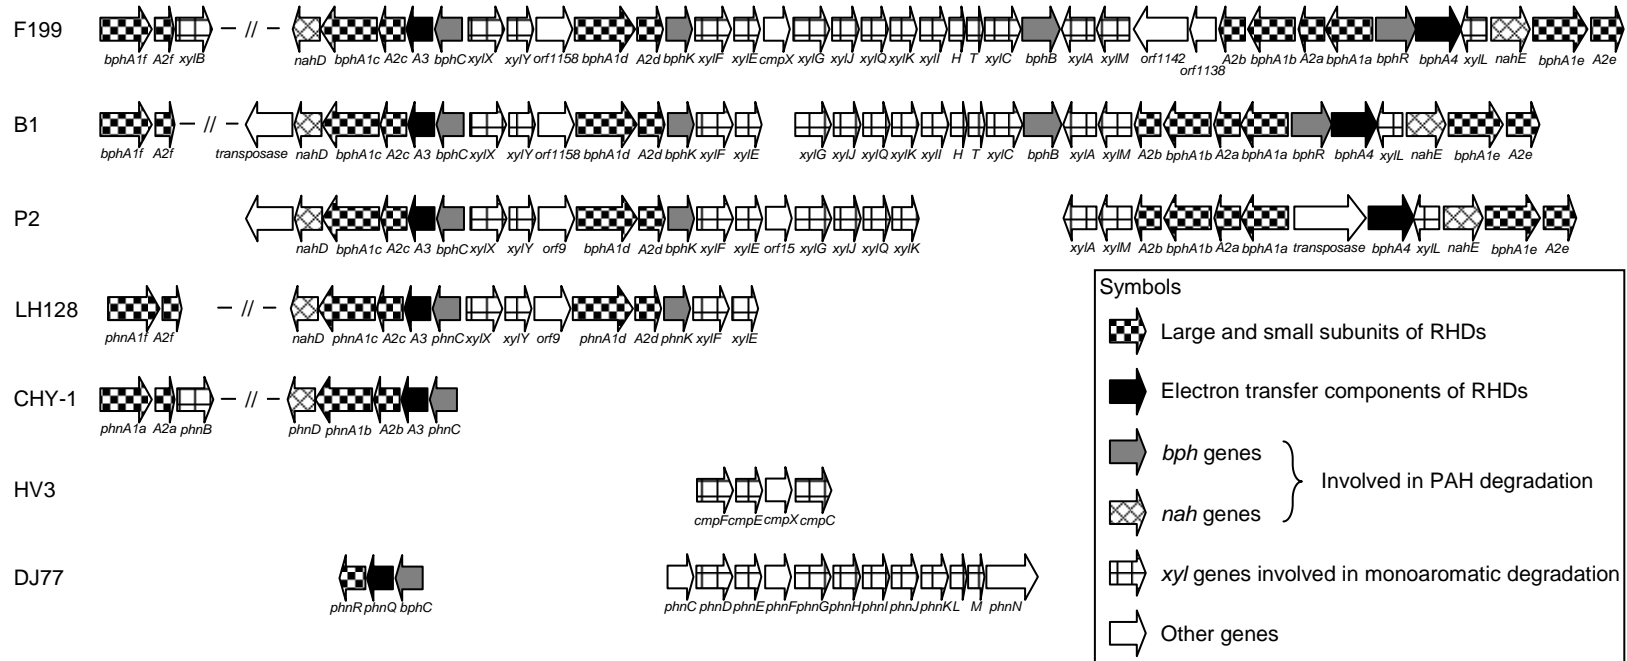 F199
bphA1f A2f xylB // nahD bphA1c A2c A3 bphC xylX xylY orf1158 bphA1d A2d bphK xylF xylE cmpX xylG xylJ xylQ xylK xylI H T xylC bphB xylA xylM orf1142 orf1138 A2b bphA1b A2a bphA1a bphR bphA4 xylL nahE bphA1e A2e
B1
bphA1f A2f // transposase nahD bphA1c A2c A3 bphC xylX xylY orf1158 bphA1d A2d bphK xylF xylE xylG xylJ xylQ xylK xylI H T xylC bphB xylA xylM A2b bphA1b A2a bphA1a bphR bphA4 xylL nahE bphA1e A2e
P2
nahD bphA1c A2c A3 bphC xylX xylY orf9 bphA1d A2d bphK xylF xylE orf15 xylG xylJ xylQ xylK xylA xylM A2b bphA1b A2a bphA1a transposase bphA4 xylL nahE bphA1e A2e
LH128
phnA1f A2f // nahD phnA1c A2c A3 phnC xylX xylY orf9 phnA1d A2d phnK xylF xylE
CHY-1
phnA1a A2a phnB // phnD phnA1b A2b A3 phnC
HV3
cmpF cmpE cmpX cmpC
DJ77
phnR phnQ bphC phnC phnD phnE phnF phnG phnH phnI phnJ phnK L M phnN
Symbols
Large and small subunits of RHDs
Electron transfer components of RHDs
bph genes
Involved in PAH degradation
nah genes
xyl genes involved in monoaromatic degradation
Other genes